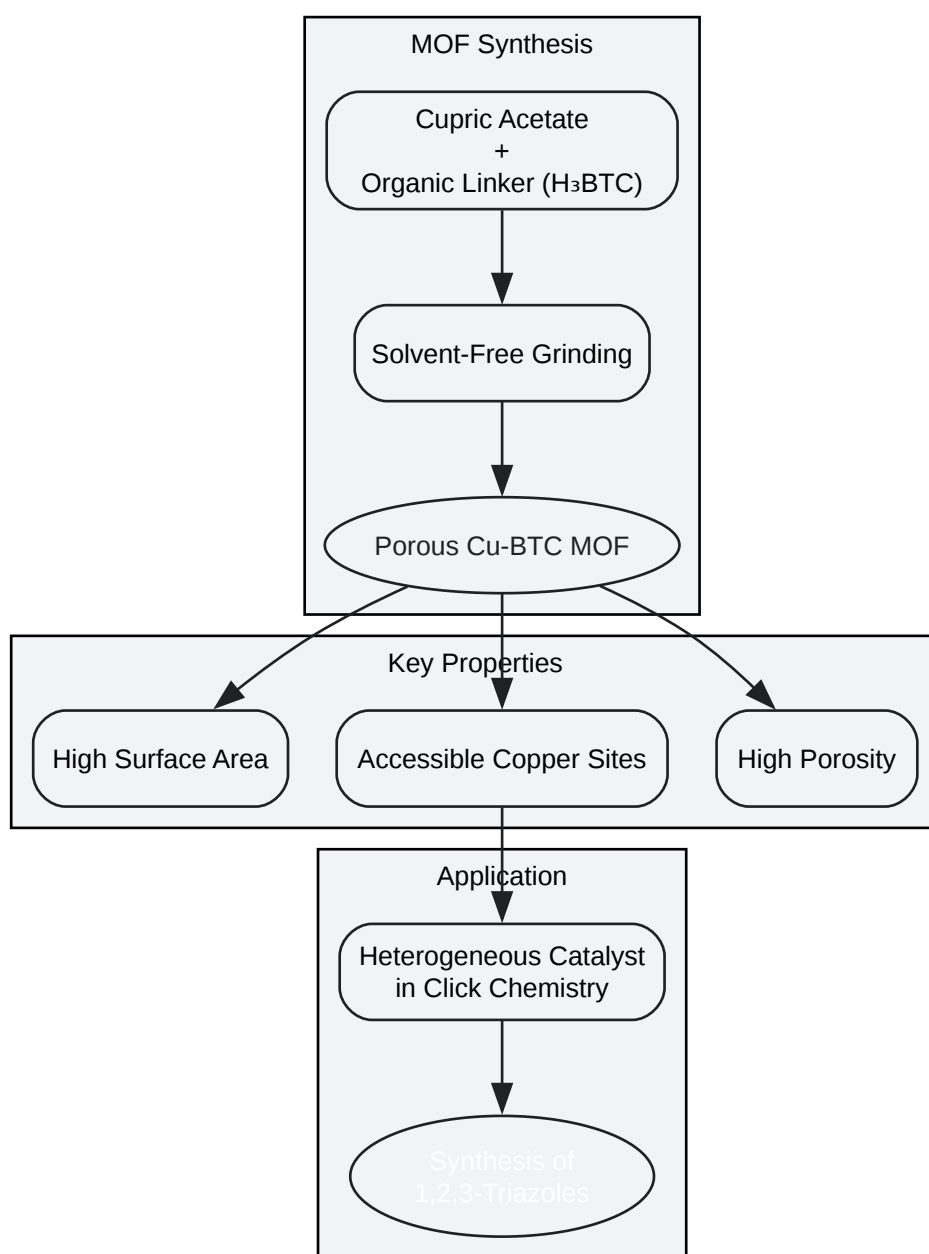 MOF Synthesis
Cupric Acetate
+
Organic Linker (H₃BTC)
Solvent-Free Grinding
Porous Cu-BTC MOF
Key Properties
High Surface Area
Accessible Copper Sites
High Porosity
Application
Heterogeneous Catalyst
in Click Chemistry
Synthesis of
1,2,3-Triazoles